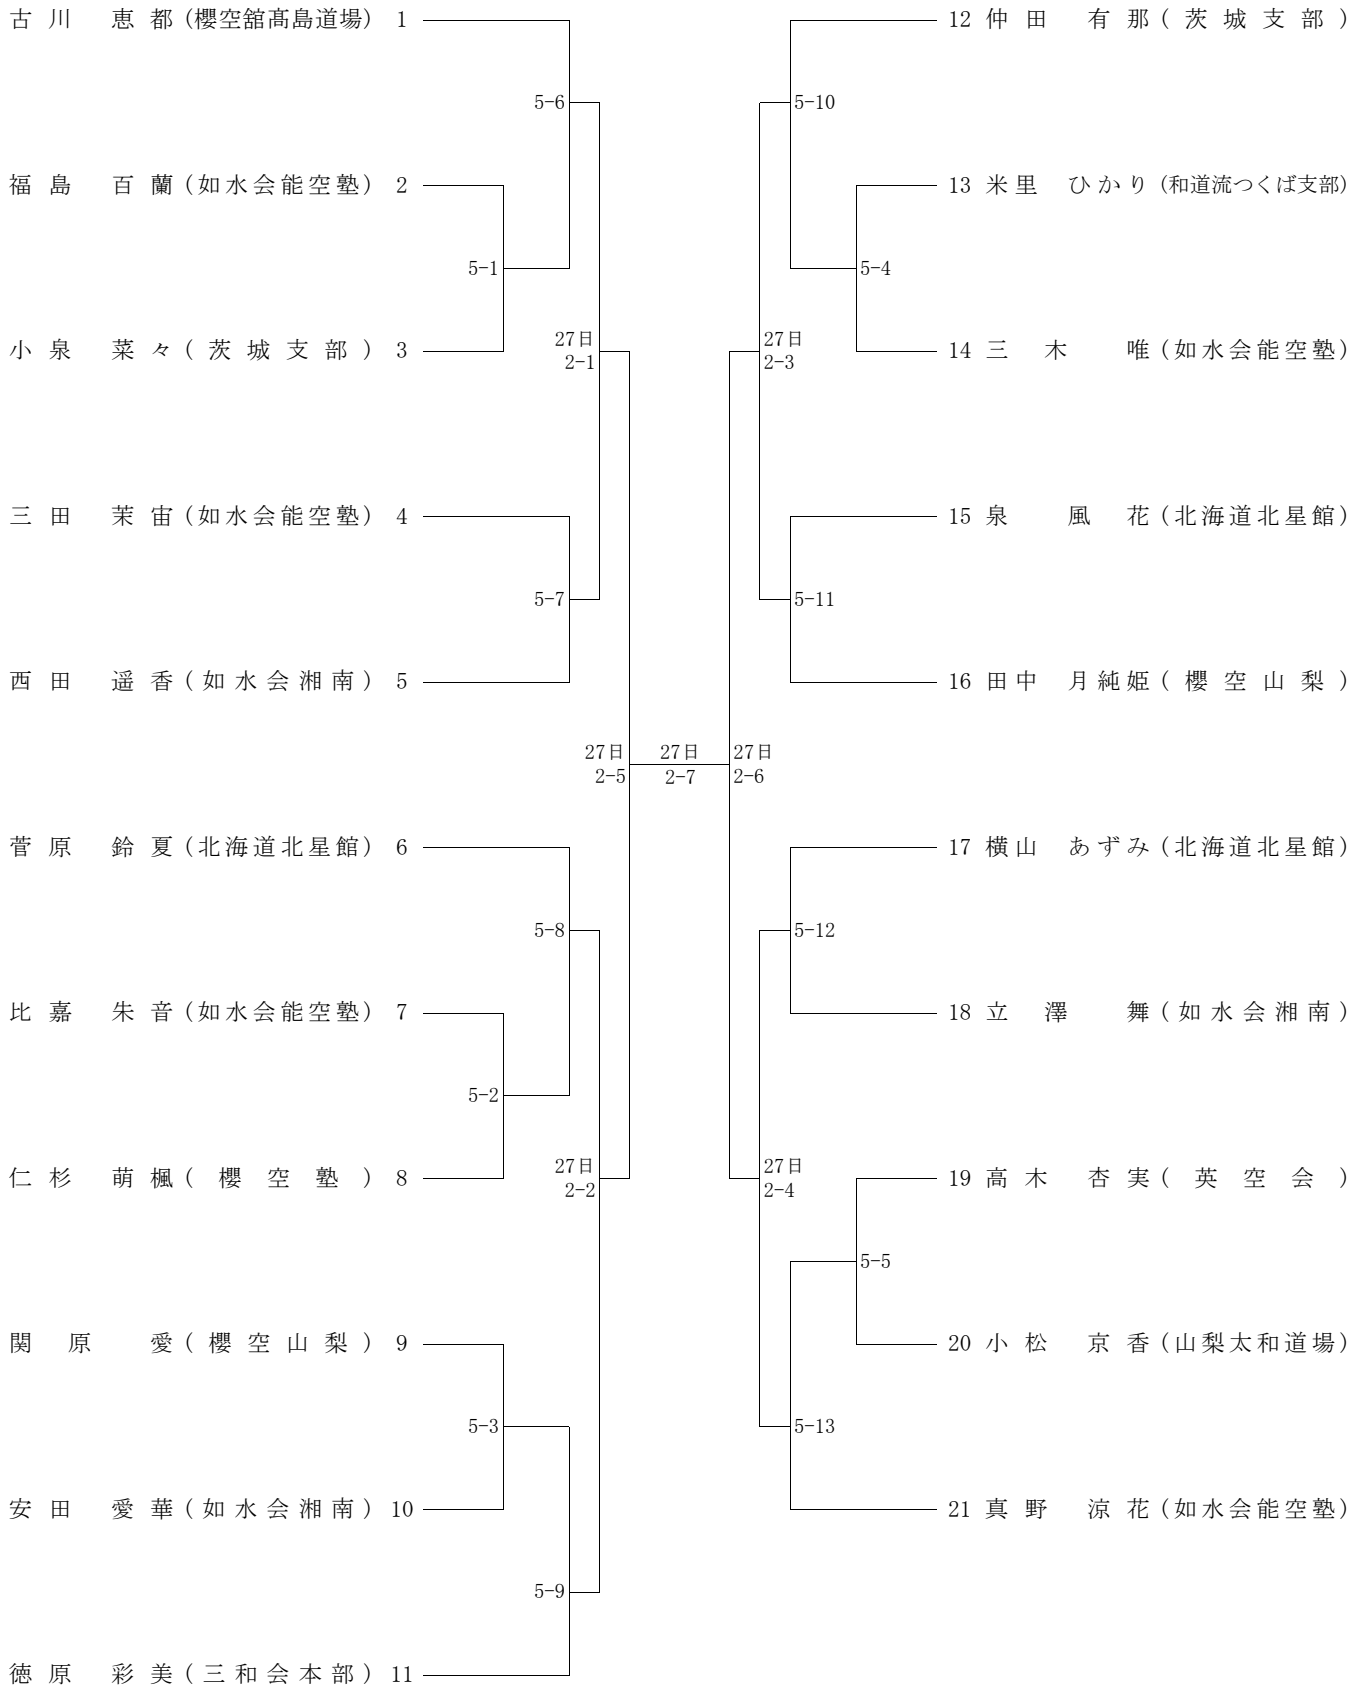 古川 恵都(櫻空舘髙島道場) 1
5-6
福島 百蘭(如水会能空塾) 2
5-1
小泉 菜々(茨城支部) 3
27日
2-1
三田 茉宙(如水会能空塾) 4
5-7
西田 遥香(如水会湘南) 5
27日
2-5
27日
2-7
菅原 鈴夏(北海道北星館) 6
5-8
比嘉 朱音(如水会能空塾) 7
5-2
仁杉 萌楓(櫻空塾) 8
27日
2-2
関原 愛(櫻空山梨) 9
5-3
安田 愛華(如水会湘南) 10
5-9
徳原 彩美(三和会本部) 11
12 仲田 有那(茨城支部)
5-10
13 米里 ひかり(和道流つくば支部)
5-4
14 三木 唯(如水会能空塾)
27日
2-3
15 泉 風花(北海道北星館)
5-11
16 田中 月純姫(櫻空山梨)
27日
2-6
17 横山 あずみ(北海道北星館)
5-12
18 立澤 舞(如水会湘南)
27日
2-4
19 高木 杏実(英空会)
5-5
20 小松 京香(山梨太和道場)
5-13
21 真野 涼花(如水会能空塾)